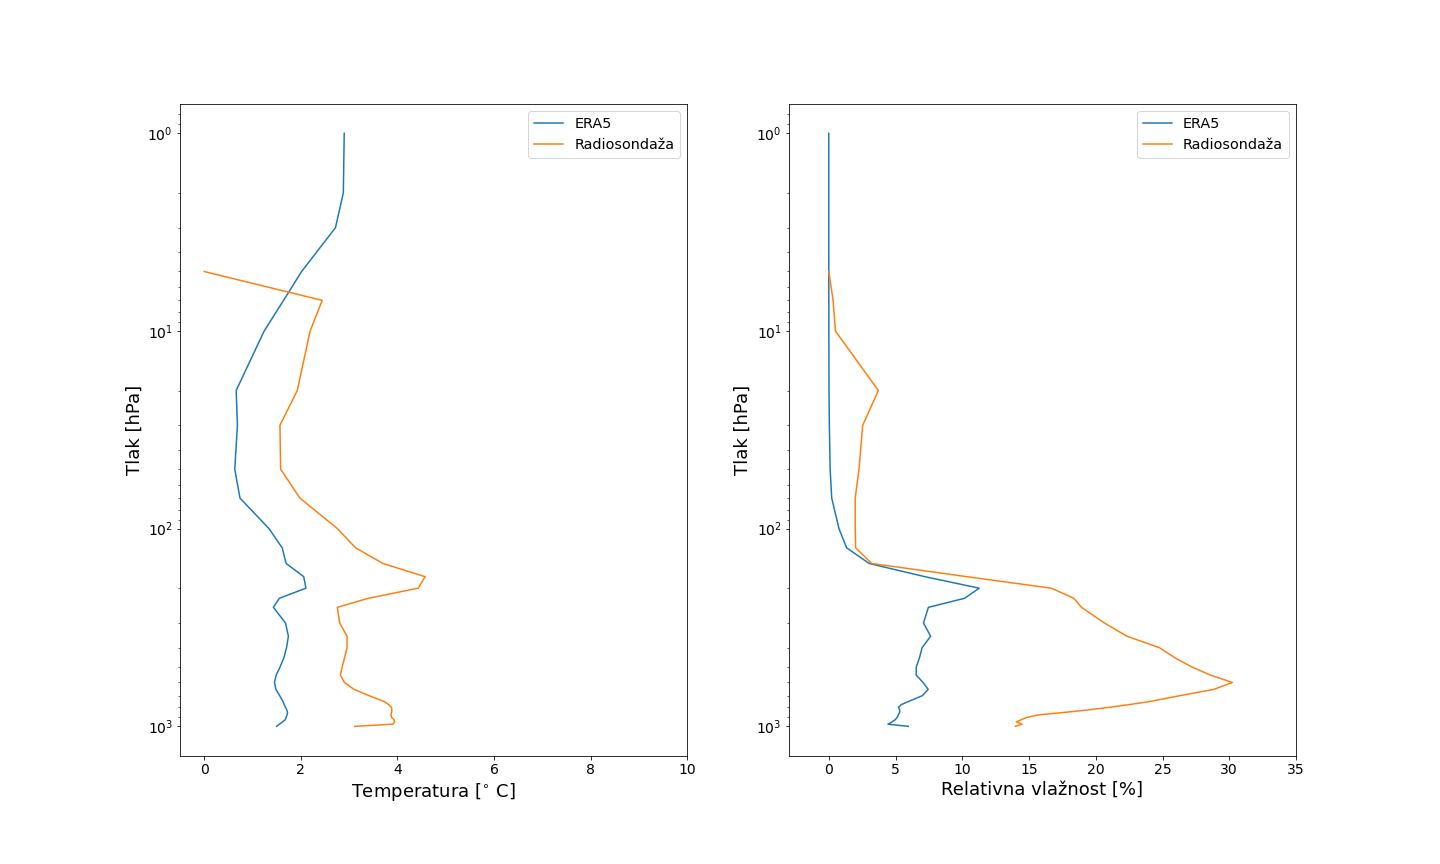 ERA5
Radiosondaža
10⁰
10¹
10²
10³
Tlak [hPa]
0 2 4 6 8 10
Temperatura [° C]
ERA5
Radiosondaža
10⁰
10¹
10²
10³
Tlak [hPa]
0 5 10 15 20 25 30 35
Relativna vlažnost [%]